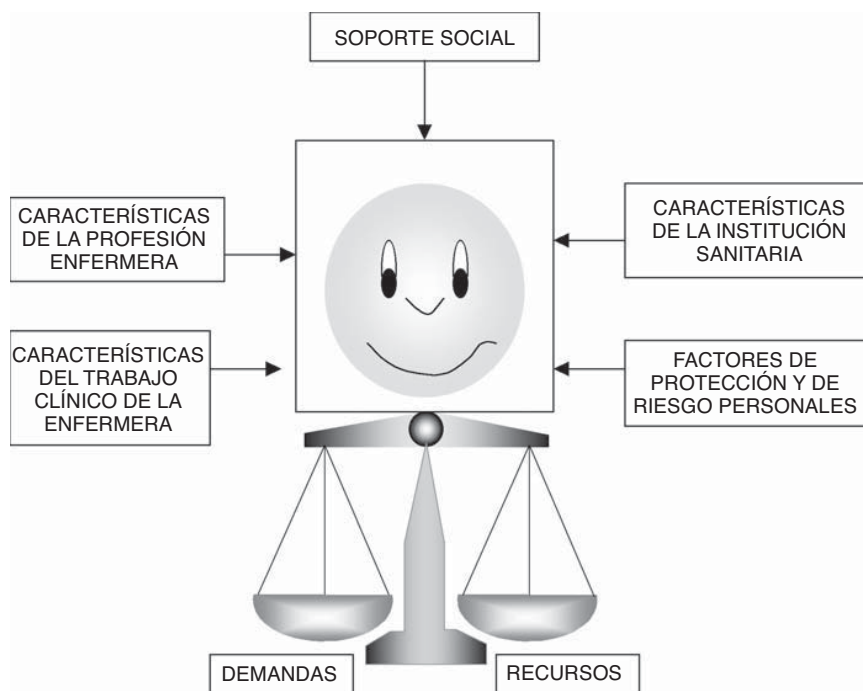 SOPORTE SOCIAL
CARACTERÍSTICAS
DE LA PROFESIÓN
ENFERMERA
CARACTERÍSTICAS
DE LA INSTITUCIÓN
SANITARIA
CARACTERÍSTICAS
DEL TRABAJO
CLÍNICO DE LA
ENFERMERA
FACTORES DE
PROTECCIÓN Y DE
RIESGO PERSONALES
DEMANDAS
RECURSOS